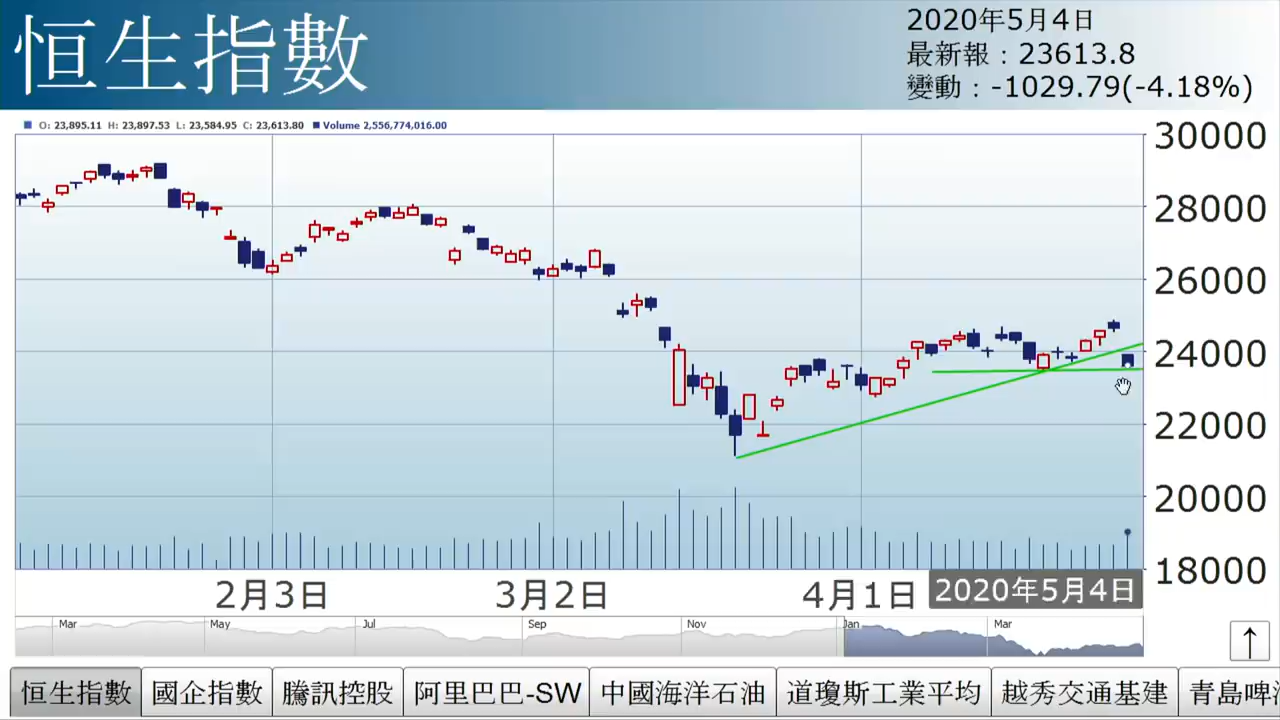 恒生指數
2020年5月4日
最新報：23613.8
變動：-1029.79(-4.18%)
O: 23,895.11 H: 23,897.53 L: 23,584.95 C: 23,613.80 Volume 2,556,774,016.00
30000
28000
26000
24000
22000
20000
18000
2月3日 3月2日 4月1日 2020年5月4日
Mar May Jul Sep Nov Jan Mar
恒生指數 國企指數 騰訊控股 阿里巴巴-SW 中國海洋石油 道瓊斯工業平均 越秀交通基建 青島啤